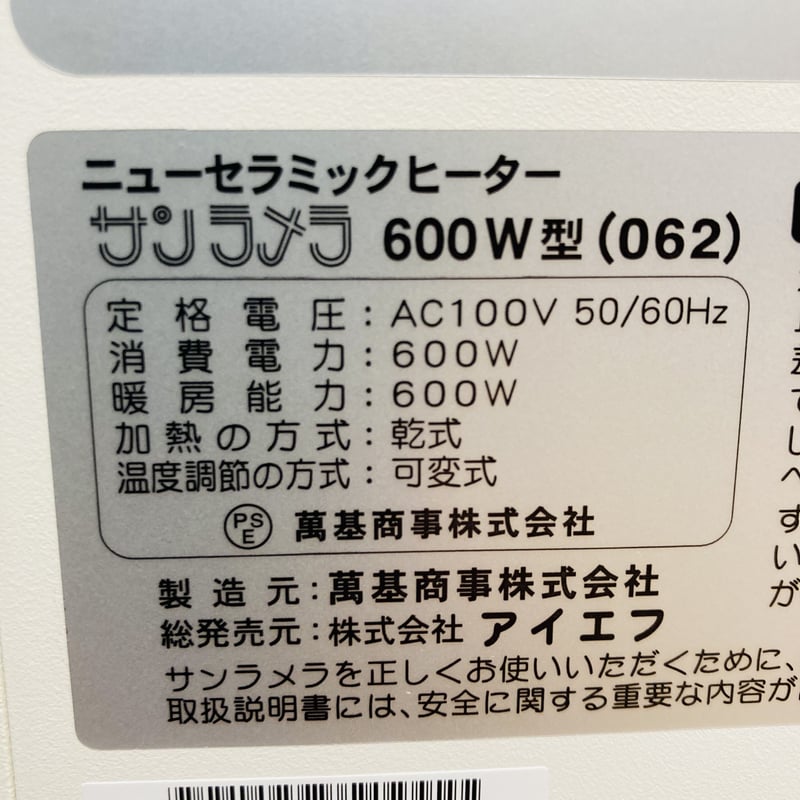 ニューセラミックヒーター
サンラメラ 600W型(062)
定格電圧：AC100V 50/60Hz
消費電力：600W
暖房能力：600W
加熱の方式：乾式
温度調節の方式：可変式
PSE 萬基商事株式会社
製造元：萬基商事株式会社
総発売元：株式会社 アイエフ
サンラメラを正しくお使いいただくために、
取扱説明書には、安全に関する重要な内容が